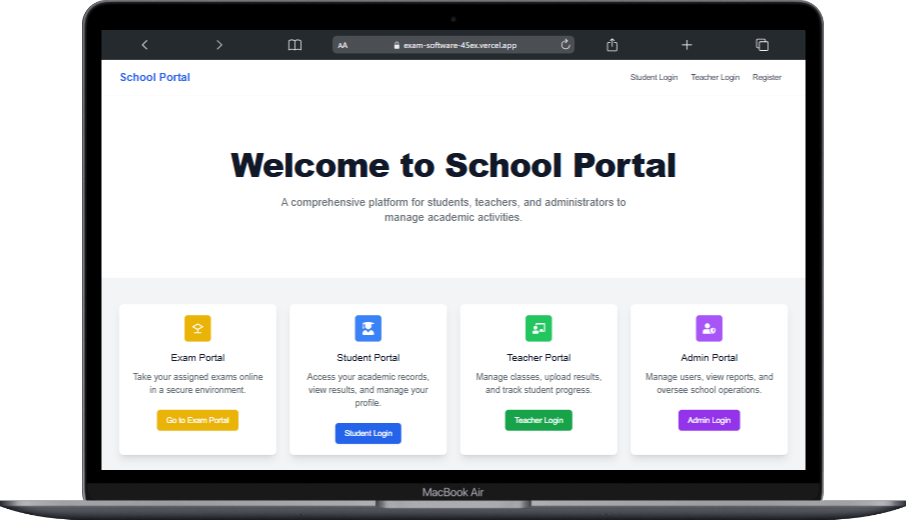 AA exam-software-45ex.vercel.app
School Portal
Student Login Teacher Login Register
Welcome to School Portal
A comprehensive platform for students, teachers, and administrators to
manage academic activities.
Exam Portal
Take your assigned exams online
in a secure environment.
Go to Exam Portal
Student Portal
Access your academic records,
view results, and manage your
profile.
Student Login
Teacher Portal
Manage classes, upload results,
and track student progress.
Teacher Login
Admin Portal
Manage users, view reports, and
oversee school operations.
Admin Login
MacBook Air